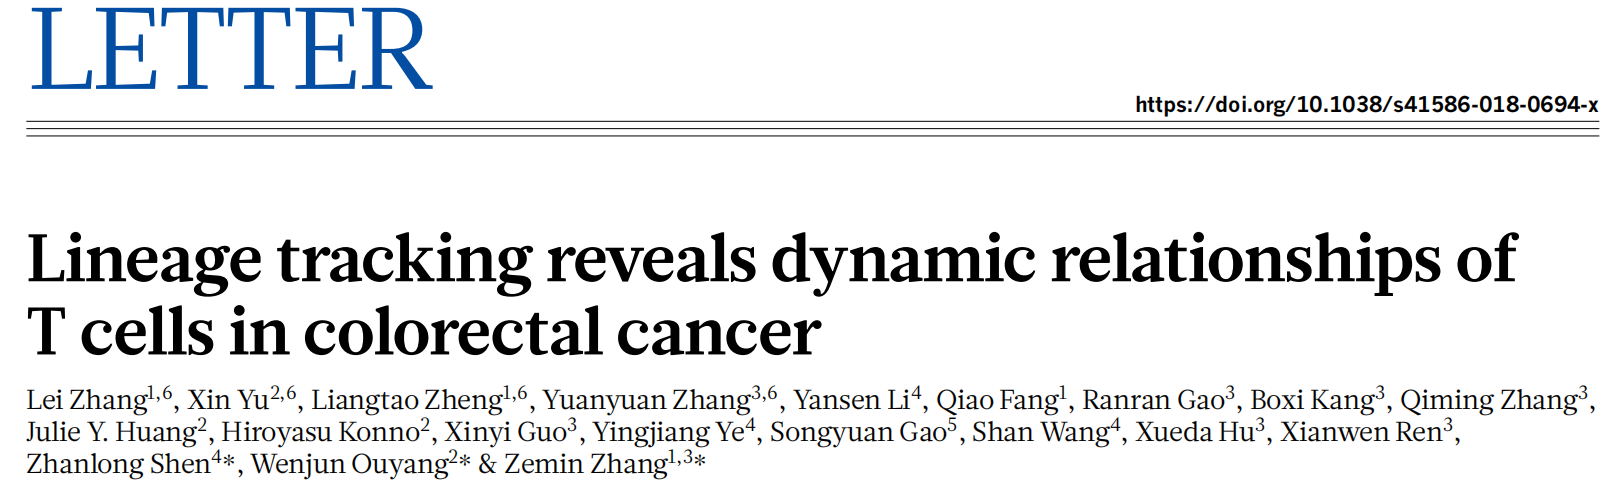 LETTER
https://doi.org/10.1038/s41586-018-0694-x
Lineage tracking reveals dynamic relationships of
T cells in colorectal cancer
Lei Zhang1,6, Xin Yu2,6, Liangtao Zheng1,6, Yuanyuan Zhang3,6, Yansen Li4, Qiao Fang1, Ranran Gao3, Boxi Kang3, Qiming Zhang3,
Julie Y. Huang2, Hiroyasu Konno2, Xinyi Guo3, Yingjiang Ye4, Songyuan Gao5, Shan Wang4, Xueda Hu3, Xianwen Ren3,
Zhanlong Shen4*, Wenjun Ouyang2* & Zemin Zhang1,3*